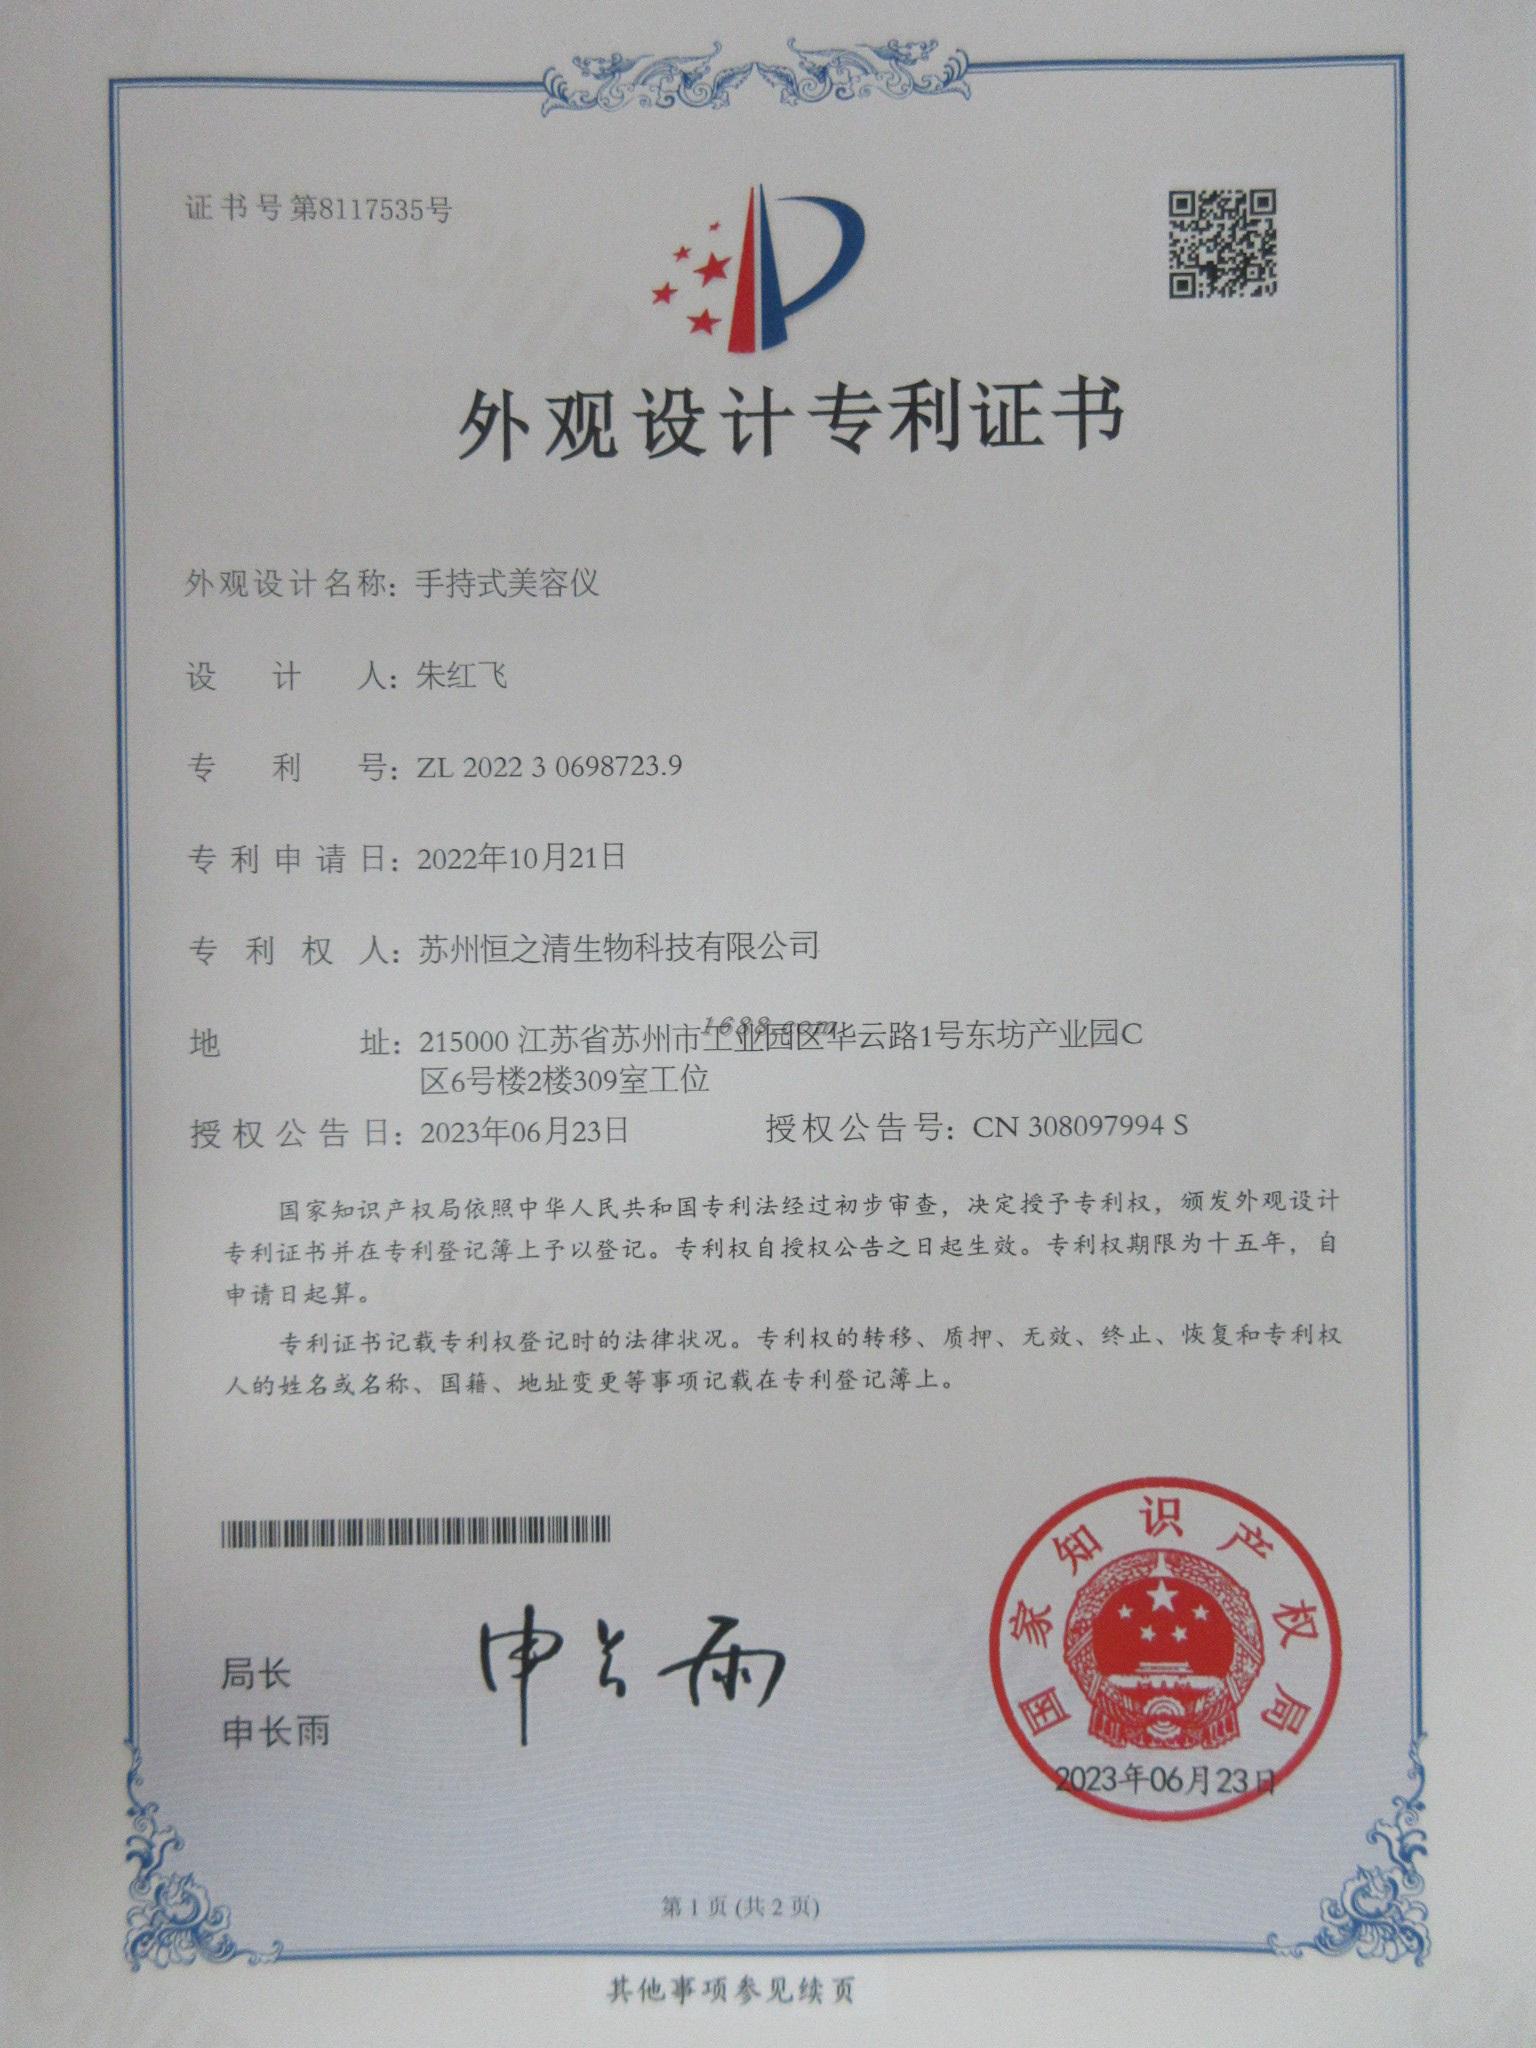 证书号第8117535号
外观设计专利证书
外观设计名称：手持式美容仪
设计人：朱红飞
专利号：ZL 2022 3 0698723.9
专利申请日：2022年10月21日
专利权人：苏州恒之清生物科技有限公司
1688.com
地址：215000 江苏省苏州市工业园区华云路1号东坊产业园C
区6号楼2楼309室工位
授权公告日：2023年06月23日 授权公告号：CN 308097994 S
国家知识产权局依照中华人民共和国专利法经过初步审查，决定授予专利权，颁发外观设计
专利证书并在专利登记簿上予以登记。专利权自授权公告之日起生效。专利权期限为十五年，自
申请日起算。
专利证书记载专利权登记时的法律状况。专利权的转移、质押、无效、终止、恢复和专利权
人的姓名或名称、国籍、地址变更等事项记载在专利登记簿上。
局长
申长雨
申长雨
国家知识产权局
2023年06月23日
第 1 页 (共 2 页)
其他事项参见续页